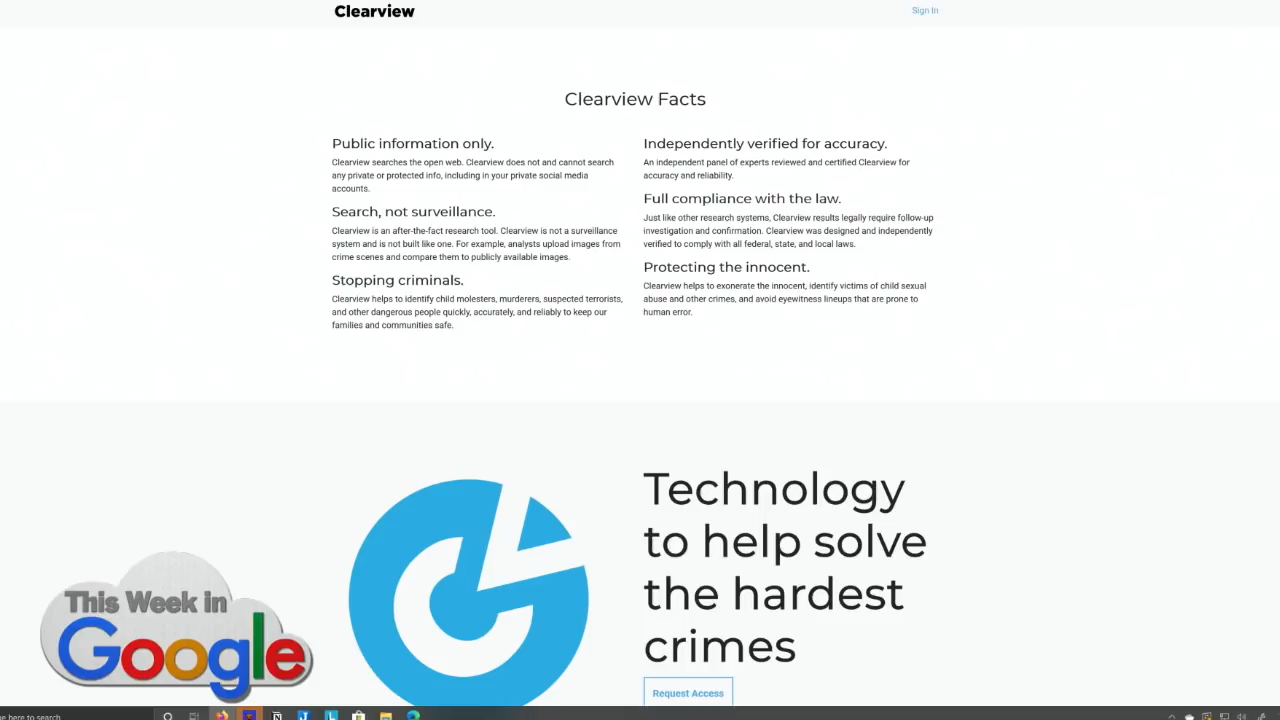 Clearview
Sign In
Clearview Facts
Public information only.
Clearview searches the open web. Clearview does not and cannot search
any private or protected info, including in your private social media
accounts.
Search, not surveillance.
Clearview is an after-the-fact research tool. Clearview is not a surveillance
system and is not built like one. For example, analysts upload images from
crime scenes and compare them to publicly available images.
Stopping criminals.
Clearview helps to identify child molesters, murderers, suspected terrorists,
and other dangerous people quickly, accurately, and reliably to keep our
families and communities safe.
Independently verified for accuracy.
An independent panel of experts reviewed and certified Clearview for
accuracy and reliability.
Full compliance with the law.
Just like other research systems, Clearview results legally require follow-up
investigation and confirmation. Clearview was designed and independently
verified to comply with all federal, state, and local laws.
Protecting the innocent.
Clearview helps to exonerate the innocent, identify victims of child sexual
abuse and other crimes, and avoid eyewitness lineups that are prone to
human error.
Technology
to help solve
the hardest
crimes
Request Access
This Week in
Google
here to search